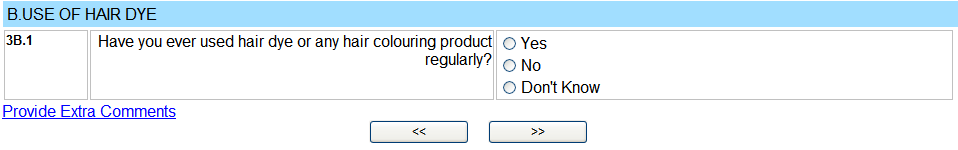 B.USE OF HAIR DYE
3B.1
Have you ever used hair dye or any hair colouring product
regularly?
Yes
No
Don't Know
Provide Extra Comments
<< >>